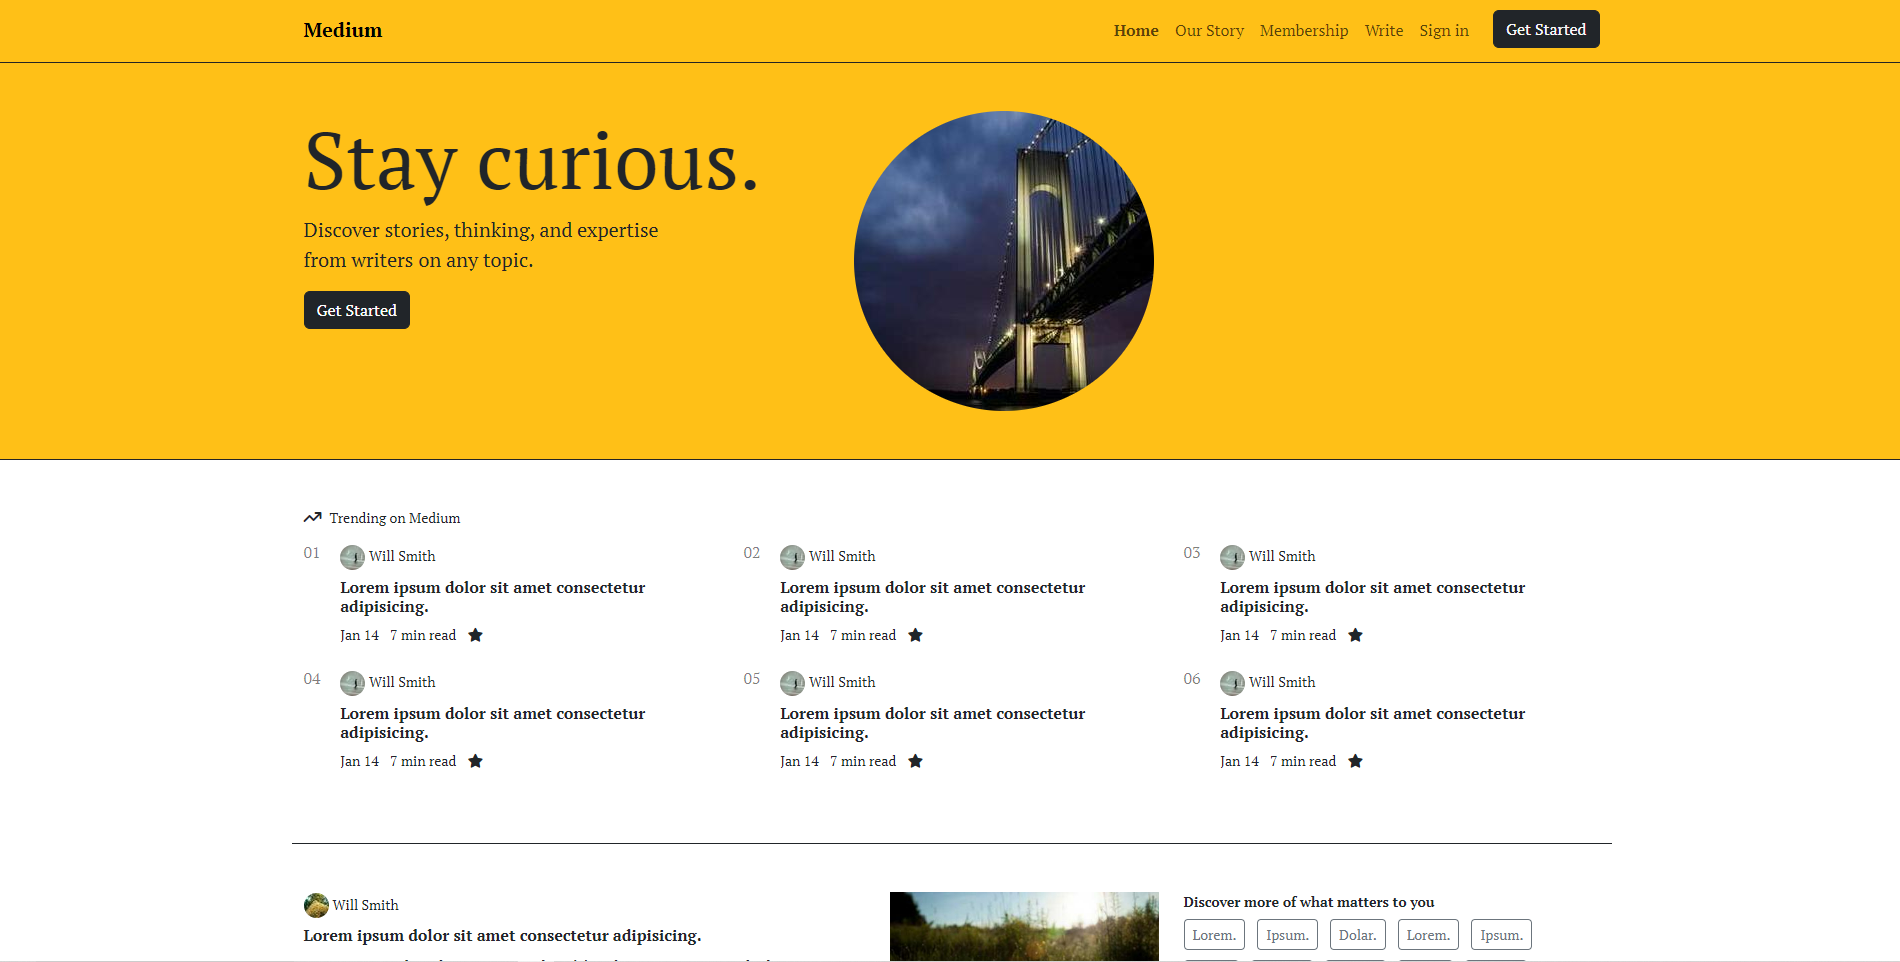 Medium
Home Our Story Membership Write Sign in Get Started
Stay curious.
Discover stories, thinking, and expertise
from writers on any topic.
Get Started
Trending on Medium
01 Will Smith
Lorem ipsum dolor sit amet consectetur
adipisicing.
Jan 14 7 min read
02 Will Smith
Lorem ipsum dolor sit amet consectetur
adipisicing.
Jan 14 7 min read
03 Will Smith
Lorem ipsum dolor sit amet consectetur
adipisicing.
Jan 14 7 min read
04 Will Smith
Lorem ipsum dolor sit amet consectetur
adipisicing.
Jan 14 7 min read
05 Will Smith
Lorem ipsum dolor sit amet consectetur
adipisicing.
Jan 14 7 min read
06 Will Smith
Lorem ipsum dolor sit amet consectetur
adipisicing.
Jan 14 7 min read
Will Smith
Lorem ipsum dolor sit amet consectetur adipisicing.
Discover more of what matters to you
Lorem. Ipsum. Dolar. Lorem. Ipsum.